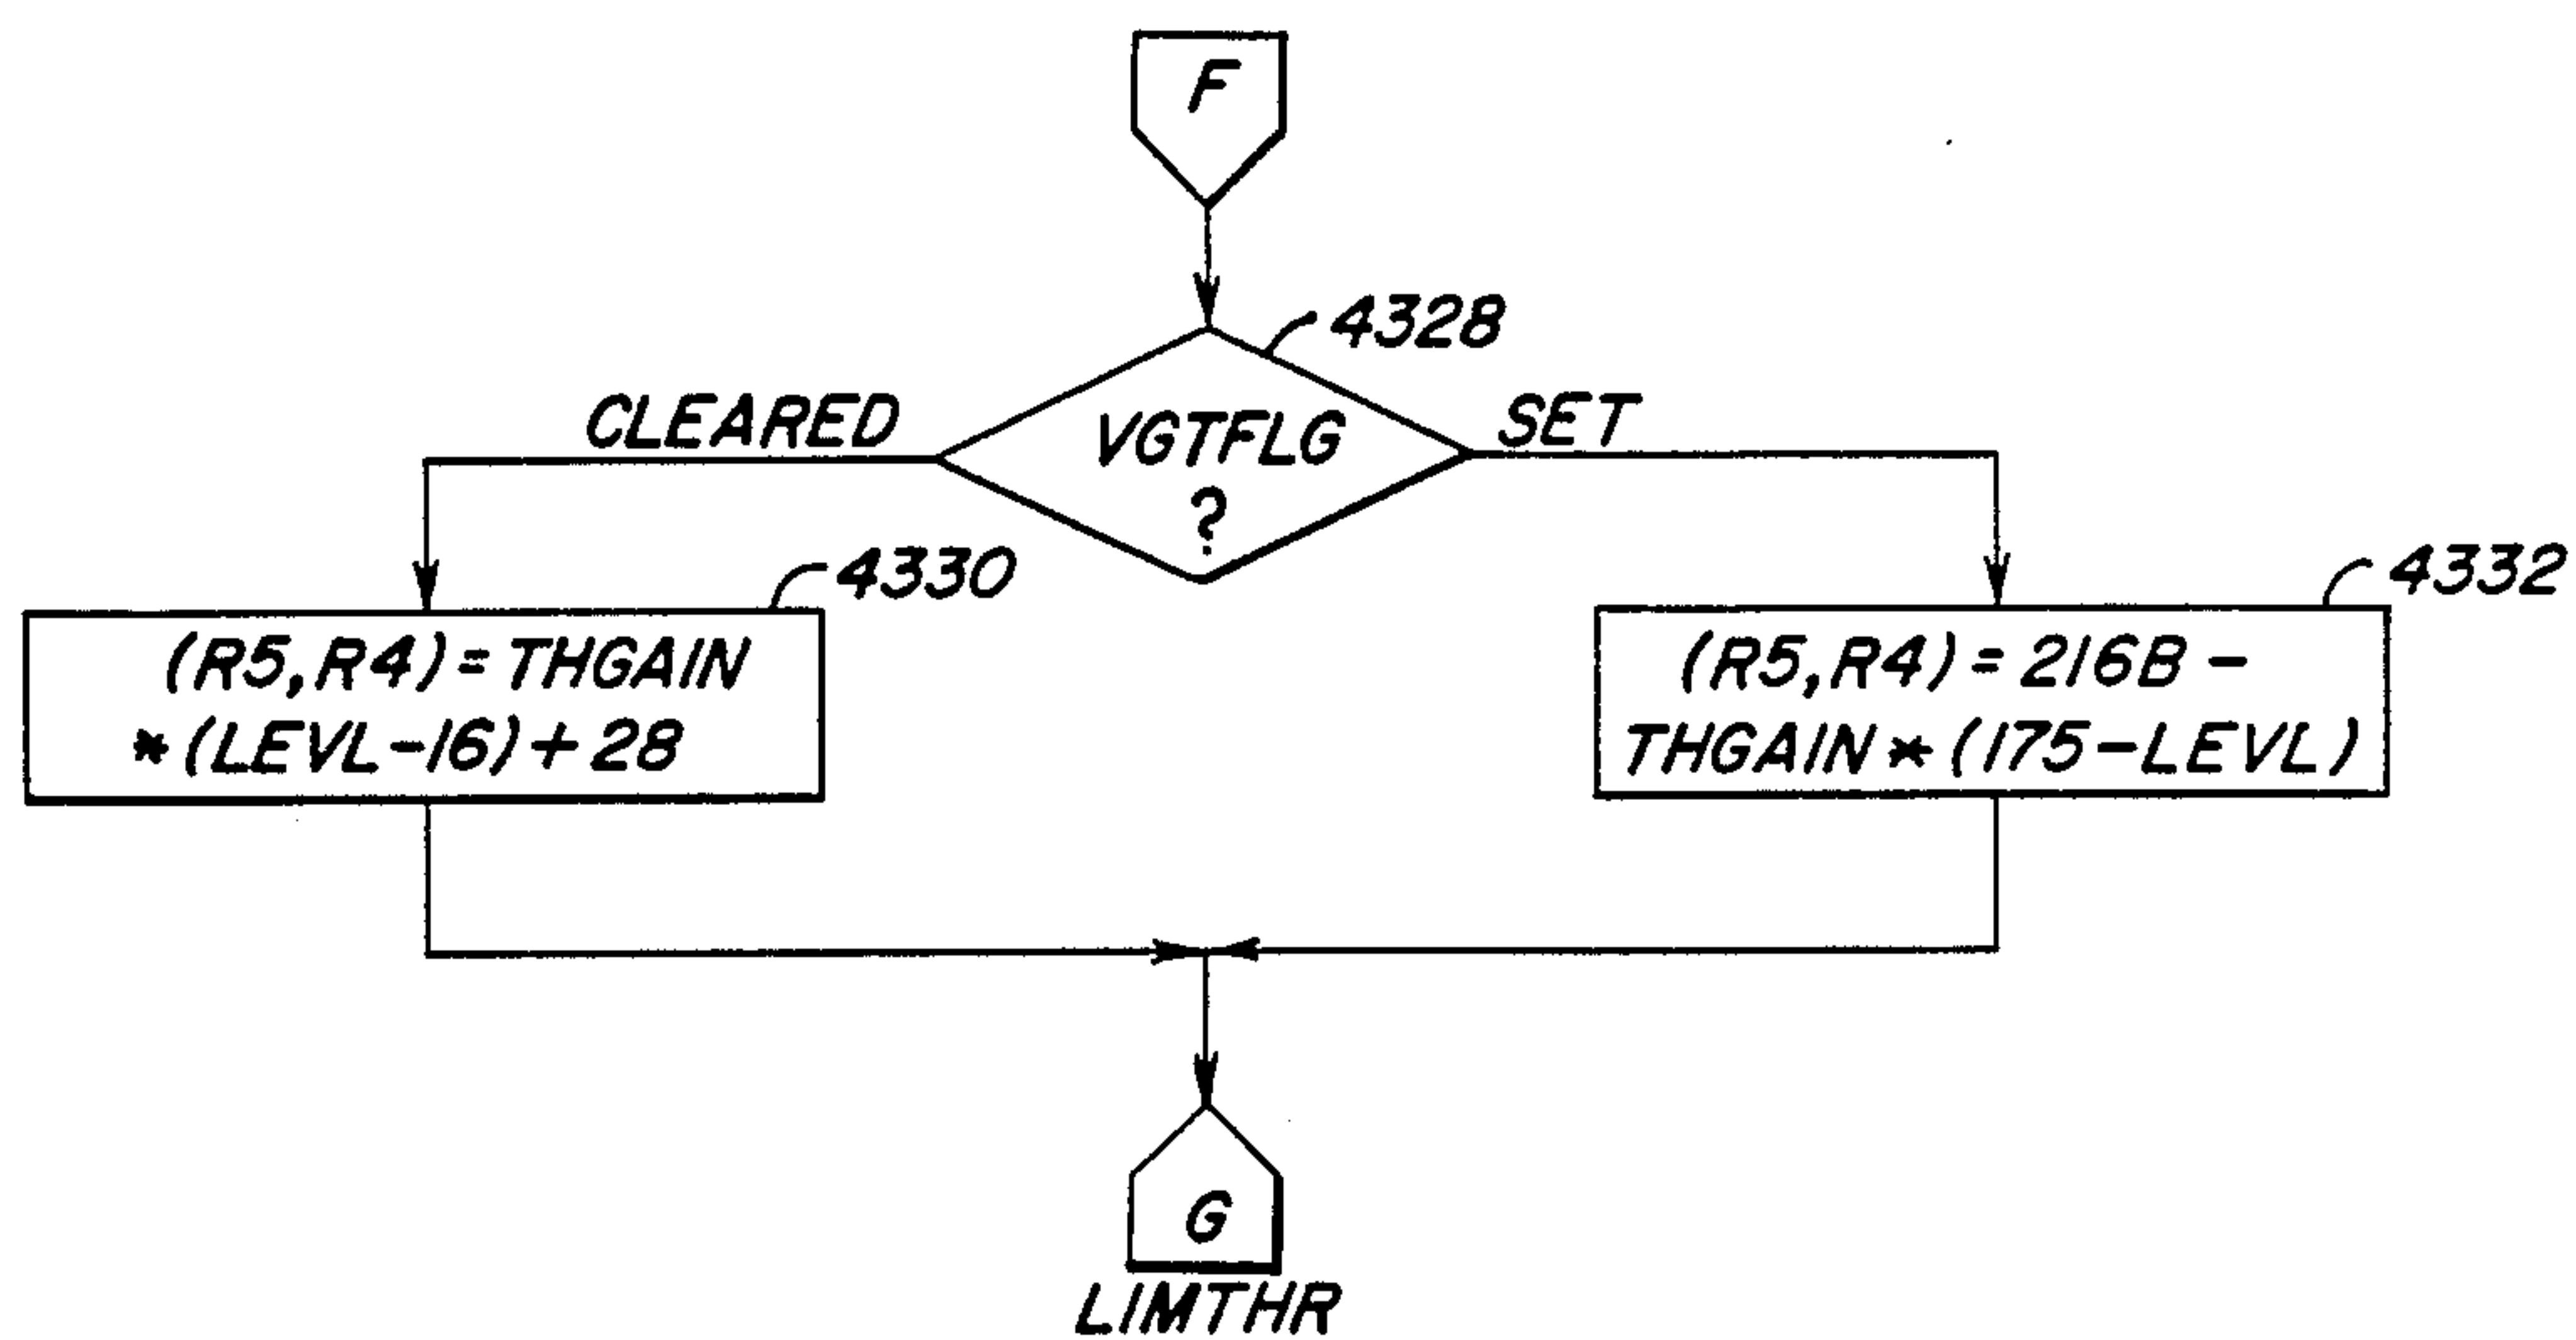 F
4328
CLEARED
VGTFLG
?
SET
4330
(R5,R4)=THGAIN
*(LEVL-16)+28
4332
(R5,R4)=216B-
THGAIN*(175-LEVL)
G
LIMTHR